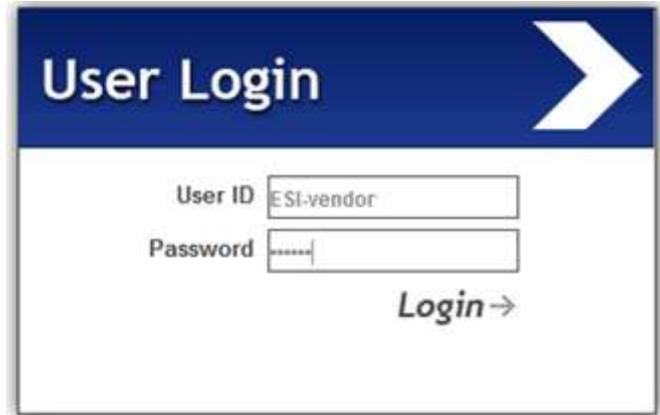 User Login
User ID ESI-vendor
Password ------
Login →